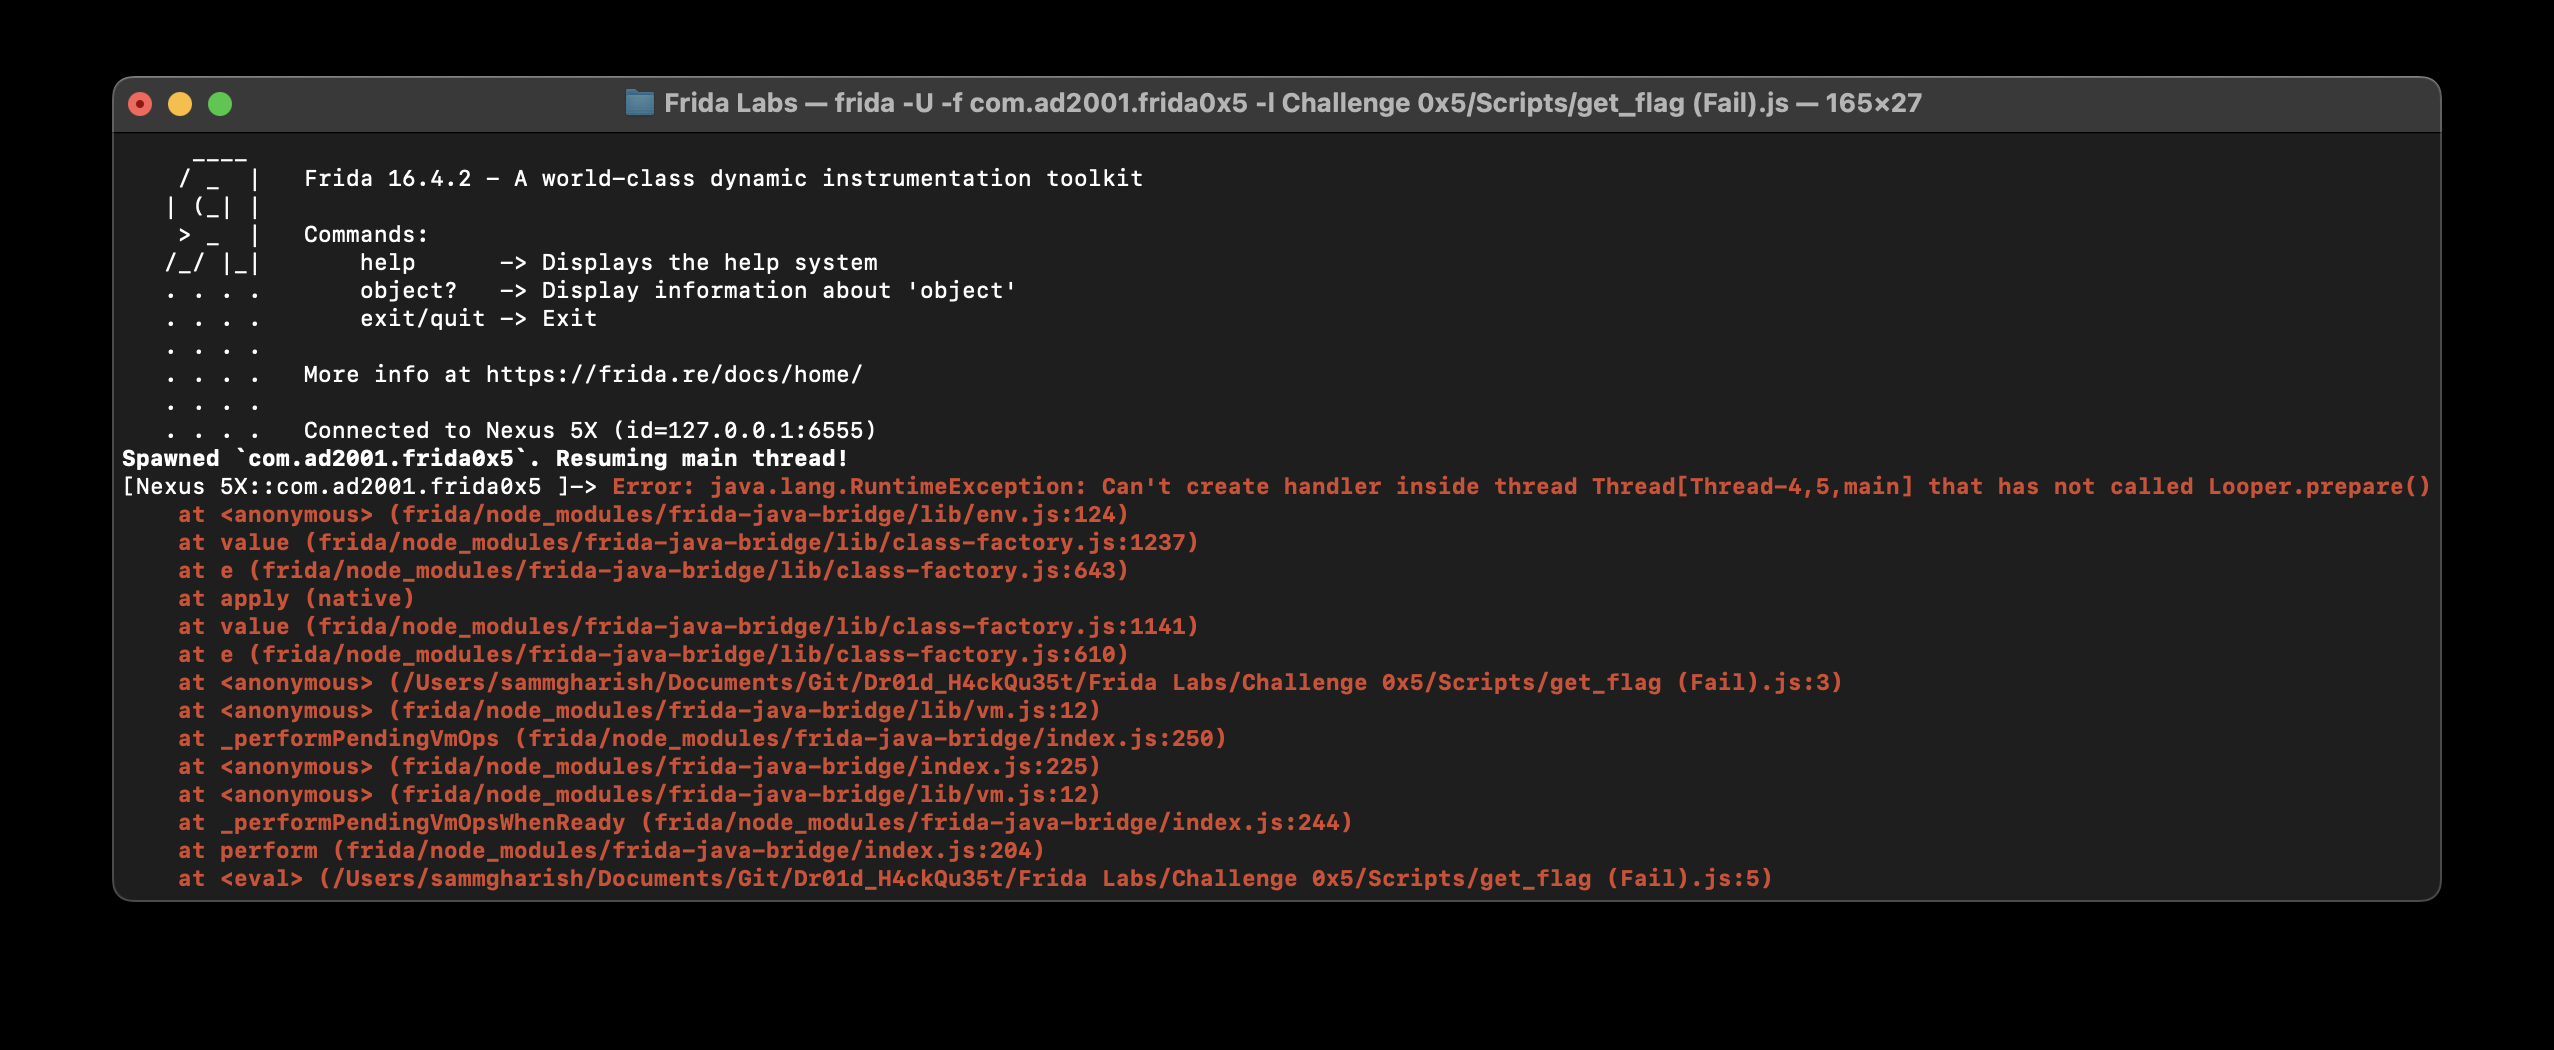 Frida Labs — frida -U -f com.ad2001.frida0x5 -l Challenge 0x5/Scripts/get_flag (Fail).js — 165×27
     ____
    / _  |   Frida 16.4.2 - A world-class dynamic instrumentation toolkit
   | (_| |
    > _  |   Commands:
   /_/ |_|       help      -> Displays the help system
   . . . .       object?   -> Display information about 'object'
   . . . .       exit/quit -> Exit
   . . . .
   . . . .   More info at https://frida.re/docs/home/
   . . . .
   . . . .   Connected to Nexus 5X (id=127.0.0.1:6555)
Spawned `com.ad2001.frida0x5`. Resuming main thread!
[Nexus 5X::com.ad2001.frida0x5 ]-> Error: java.lang.RuntimeException: Can't create handler inside thread Thread[Thread-4,5,main] that has not called Looper.prepare()
    at <anonymous> (frida/node_modules/frida-java-bridge/lib/env.js:124)
    at value (frida/node_modules/frida-java-bridge/lib/class-factory.js:1237)
    at e (frida/node_modules/frida-java-bridge/lib/class-factory.js:643)
    at apply (native)
    at value (frida/node_modules/frida-java-bridge/lib/class-factory.js:1141)
    at e (frida/node_modules/frida-java-bridge/lib/class-factory.js:610)
    at <anonymous> (/Users/sammgharish/Documents/Git/Dr01d_H4ckQu35t/Frida Labs/Challenge 0x5/Scripts/get_flag (Fail).js:3)
    at <anonymous> (frida/node_modules/frida-java-bridge/lib/vm.js:12)
    at _performPendingVmOps (frida/node_modules/frida-java-bridge/index.js:250)
    at <anonymous> (frida/node_modules/frida-java-bridge/index.js:225)
    at <anonymous> (frida/node_modules/frida-java-bridge/lib/vm.js:12)
    at _performPendingVmOpsWhenReady (frida/node_modules/frida-java-bridge/index.js:244)
    at perform (frida/node_modules/frida-java-bridge/index.js:204)
    at <eval> (/Users/sammgharish/Documents/Git/Dr01d_H4ckQu35t/Frida Labs/Challenge 0x5/Scripts/get_flag (Fail).js:5)